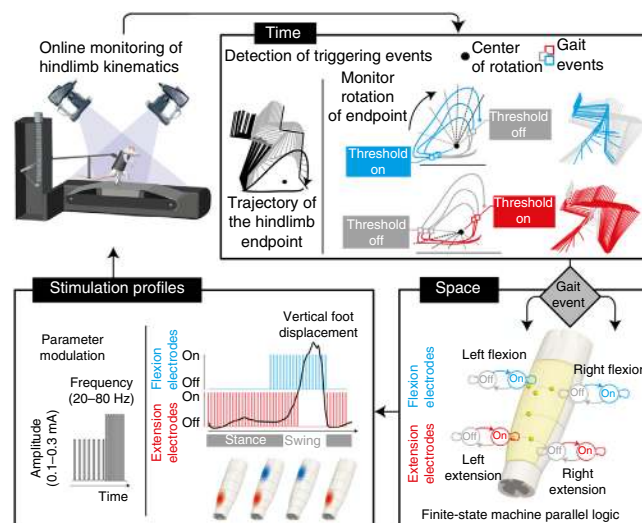 Online monitoring of
hindlimb kinematics
Time
Detection of triggering events
Center
of rotation
Gait
events
Monitor
rotation
of endpoint
Threshold
off
Threshold
on
Trajectory of
the hindlimb
endpoint
Threshold
on
Threshold
off
Stimulation profiles
Parameter
modulation
Frequency
(20–80 Hz)
Amplitude
(0.1–0.3 mA)
Time
Vertical foot
displacement
Flexion
electrodes
On
Off
Extension
electrodes
On
Off
Stance
Swing
Space
Gait
event
Left flexion
Right flexion
Flexion
electrodes
Off
On
Off
On
Extension
electrodes
Off
On
Off
On
Left
extension
Right
extension
Finite-state machine parallel logic